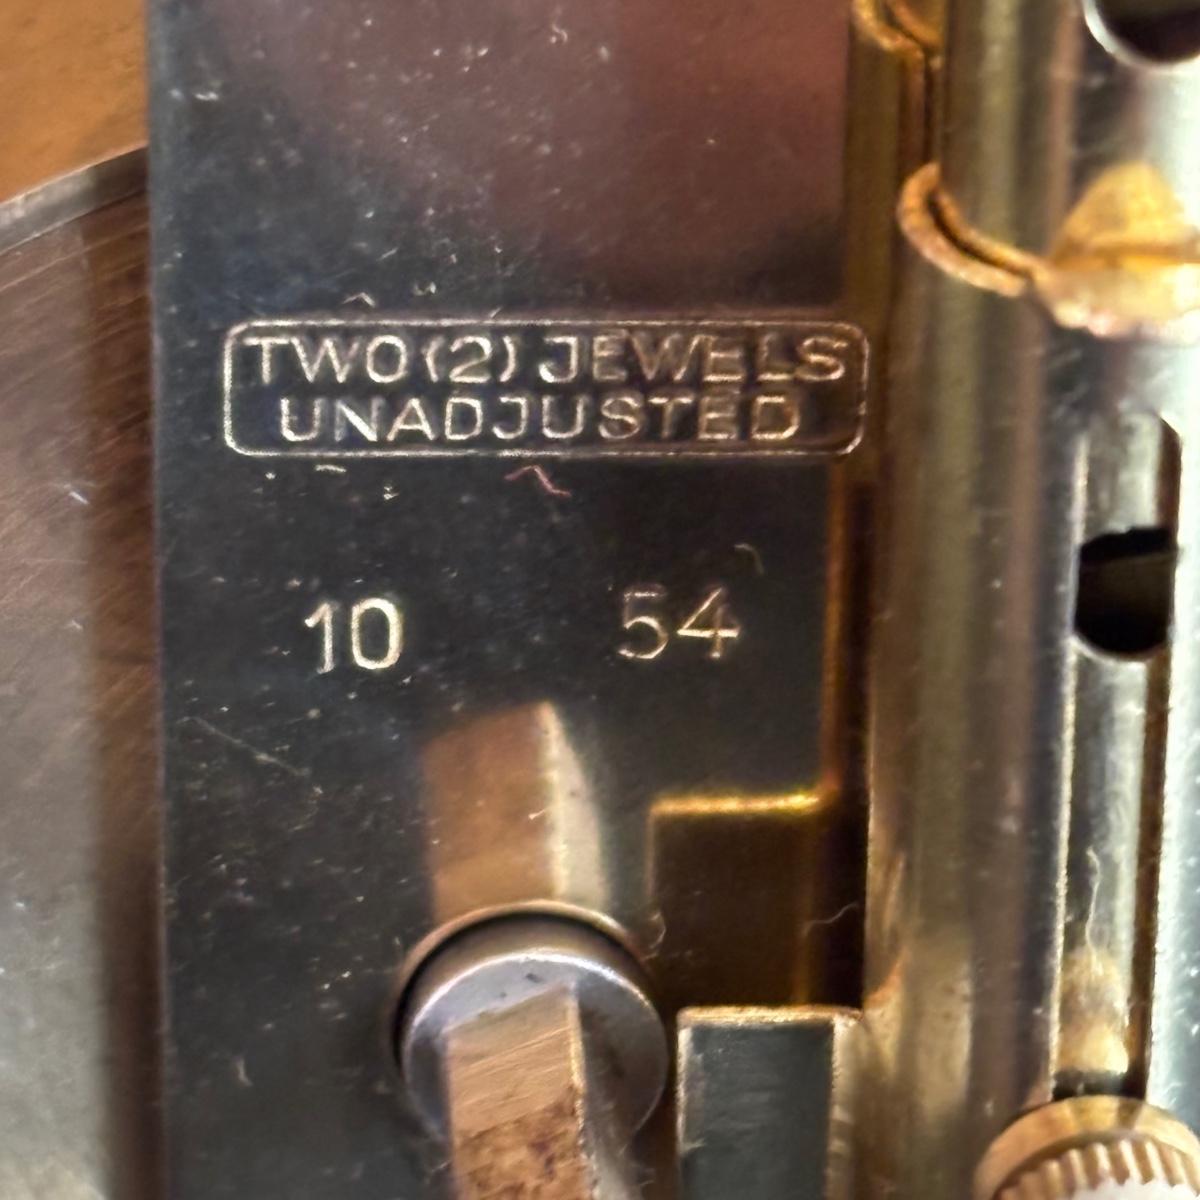 TWO (2) JEWELS
UNADJUSTED
10 54